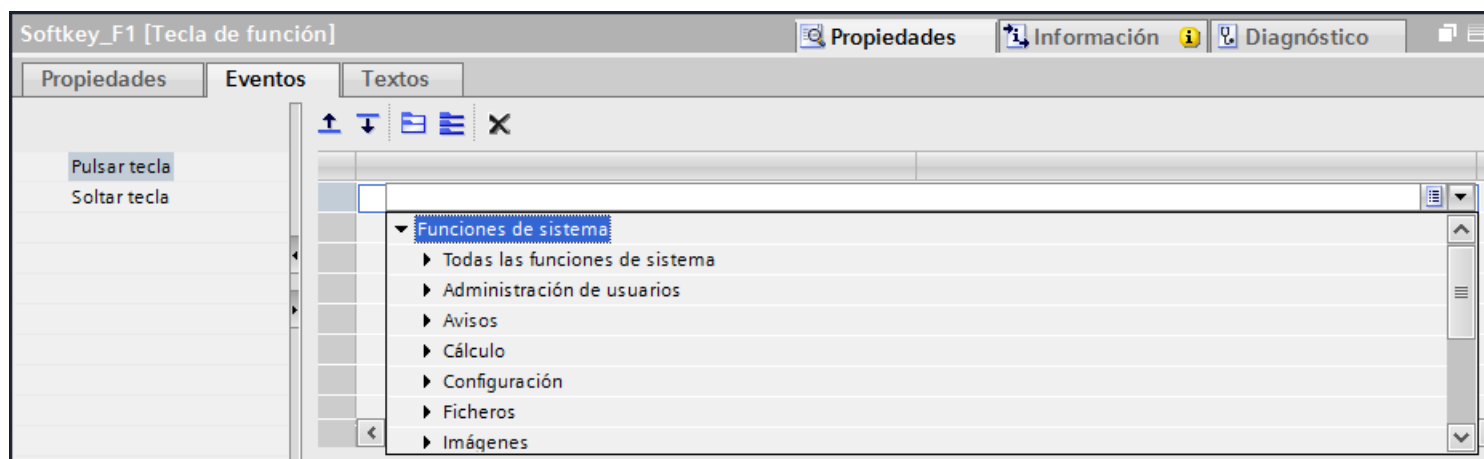 Softkey_F1 [Tecla de función]
Propiedades
Información
Diagnóstico
Propiedades
Eventos
Textos
Pulsar tecla
Soltar tecla
Funciones de sistema
Todas las funciones de sistema
Administración de usuarios
Avisos
Cálculo
Configuración
Ficheros
Imágenes